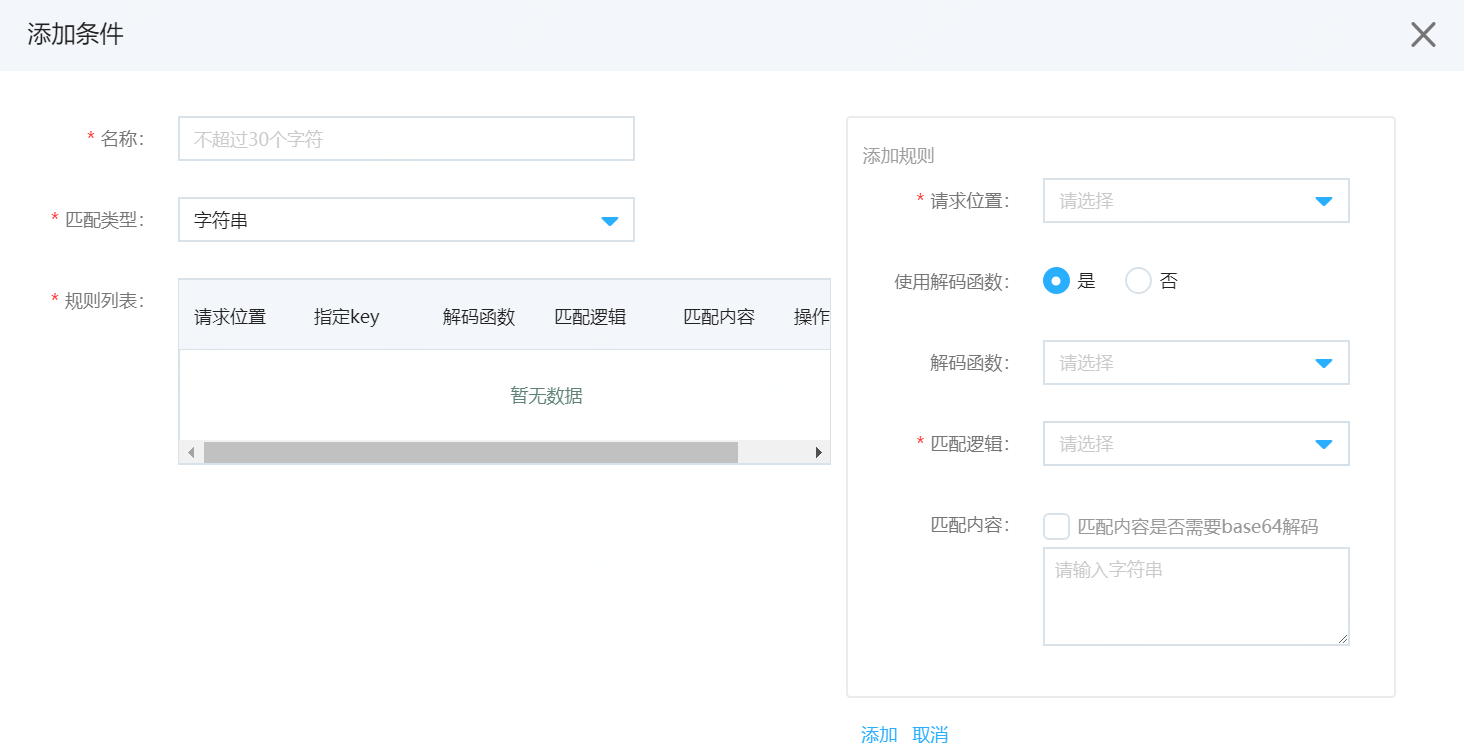 添加条件
* 名称：
不超过30个字符
* 匹配类型：
字符串
* 规则列表：
请求位置 指定key 解码函数 匹配逻辑 匹配内容 操作
暂无数据
添加规则
* 请求位置：
请选择
使用解码函数：
是 否
解码函数：
请选择
* 匹配逻辑：
请选择
匹配内容：
匹配内容是否需要base64解码
请输入字符串
添加 取消